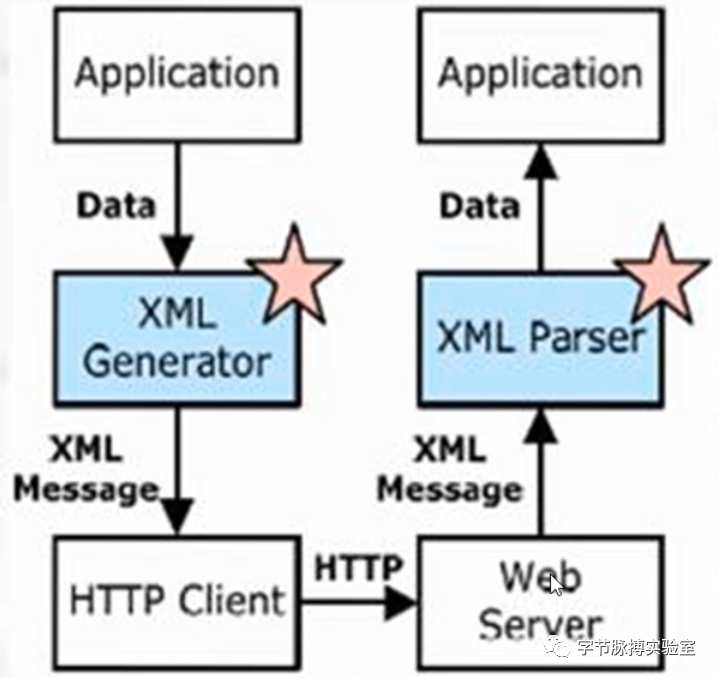 Application
Application
Data
Data
XML
Generator
XML Parser
XML
Message
XML
Message
HTTP Client
HTTP
Web
Server
字节脉搏实验室